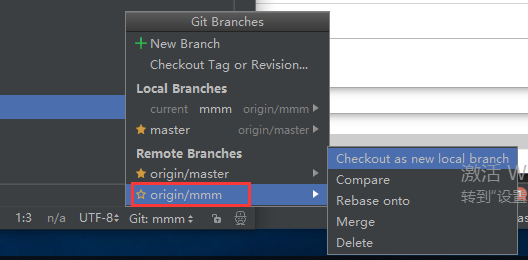 Git Branches
New Branch
Checkout Tag or Revision...
Local Branches
current mmm origin/mmm
master origin/master
Remote Branches
origin/master
origin/mmm
Checkout as new local branch
Compare
Rebase onto
Merge
Delete
激活 W
转到"设置
1:3 n/a UTF-8 Git: mmm
as